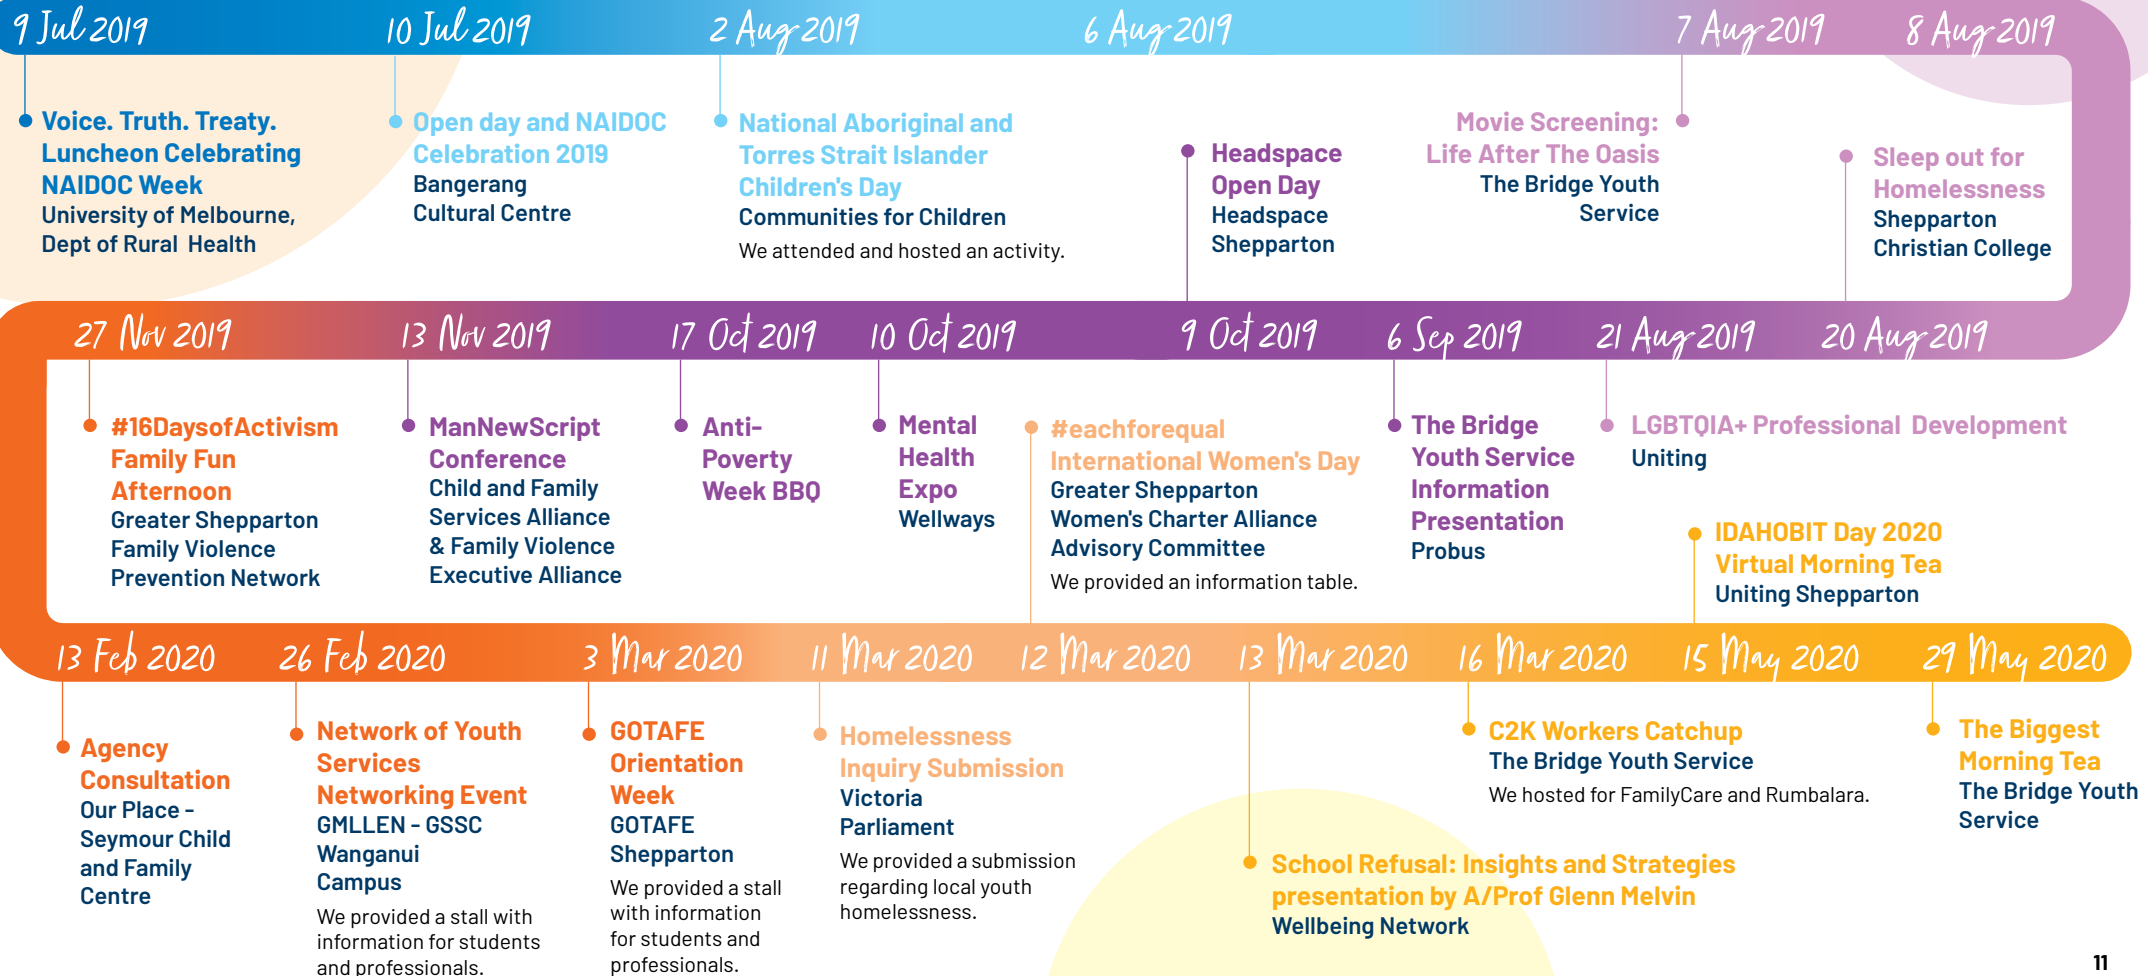 9 Jul 2019
10 Jul 2019
2 Aug 2019
6 Aug 2019
7 Aug 2019
8 Aug 2019
Voice. Truth. Treaty.
Luncheon Celebrating
NAIDOC Week
University of Melbourne,
Dept of Rural Health
Open day and NAIDOC
Celebration 2019
Bangerang
Cultural Centre
National Aboriginal and
Torres Strait Islander
Children's Day
Communities for Children
We attended and hosted an activity.
Headspace
Open Day
Headspace
Shepparton
Movie Screening:
Life After The Oasis
The Bridge Youth
Service
Sleep out for
Homelessness
Shepparton
Christian College
27 Nov 2019
13 Nov 2019
17 Oct 2019
10 Oct 2019
9 Oct 2019
6 Sep 2019
21 Aug 2019
20 Aug 2019
#16DaysofActivism
Family Fun
Afternoon
Greater Shepparton
Family Violence
Prevention Network
ManNewScript
Conference
Child and Family
Services Alliance
& Family Violence
Executive Alliance
Anti-
Poverty
Week BBQ
Mental
Health
Expo
Wellways
#eachforequal
International Women's Day
Greater Shepparton
Women's Charter Alliance
Advisory Committee
We provided an information table.
The Bridge
Youth Service
Information
Presentation
Probus
LGBTQIA+ Professional Development
Uniting
IDAHOBIT Day 2020
Virtual Morning Tea
Uniting Shepparton
13 Feb 2020
26 Feb 2020
3 Mar 2020
11 Mar 2020
12 Mar 2020
13 Mar 2020
16 Mar 2020
15 May 2020
29 May 2020
Agency
Consultation
Our Place -
Seymour Child
and Family
Centre
Network of Youth
Services
Networking Event
GMLLEN - GSSC
Wanganui
Campus
We provided a stall with
information for students
and professionals.
GOTAFE
Orientation
Week
GOTAFE
Shepparton
We provided a stall
with information
for students and
professionals.
Homelessness
Inquiry Submission
Victoria
Parliament
We provided a submission
regarding local youth
homelessness.
School Refusal: Insights and Strategies
presentation by A/Prof Glenn Melvin
Wellbeing Network
C2K Workers Catchup
The Bridge Youth Service
We hosted for FamilyCare and Rumbalara.
The Biggest
Morning Tea
The Bridge Youth
Service
11